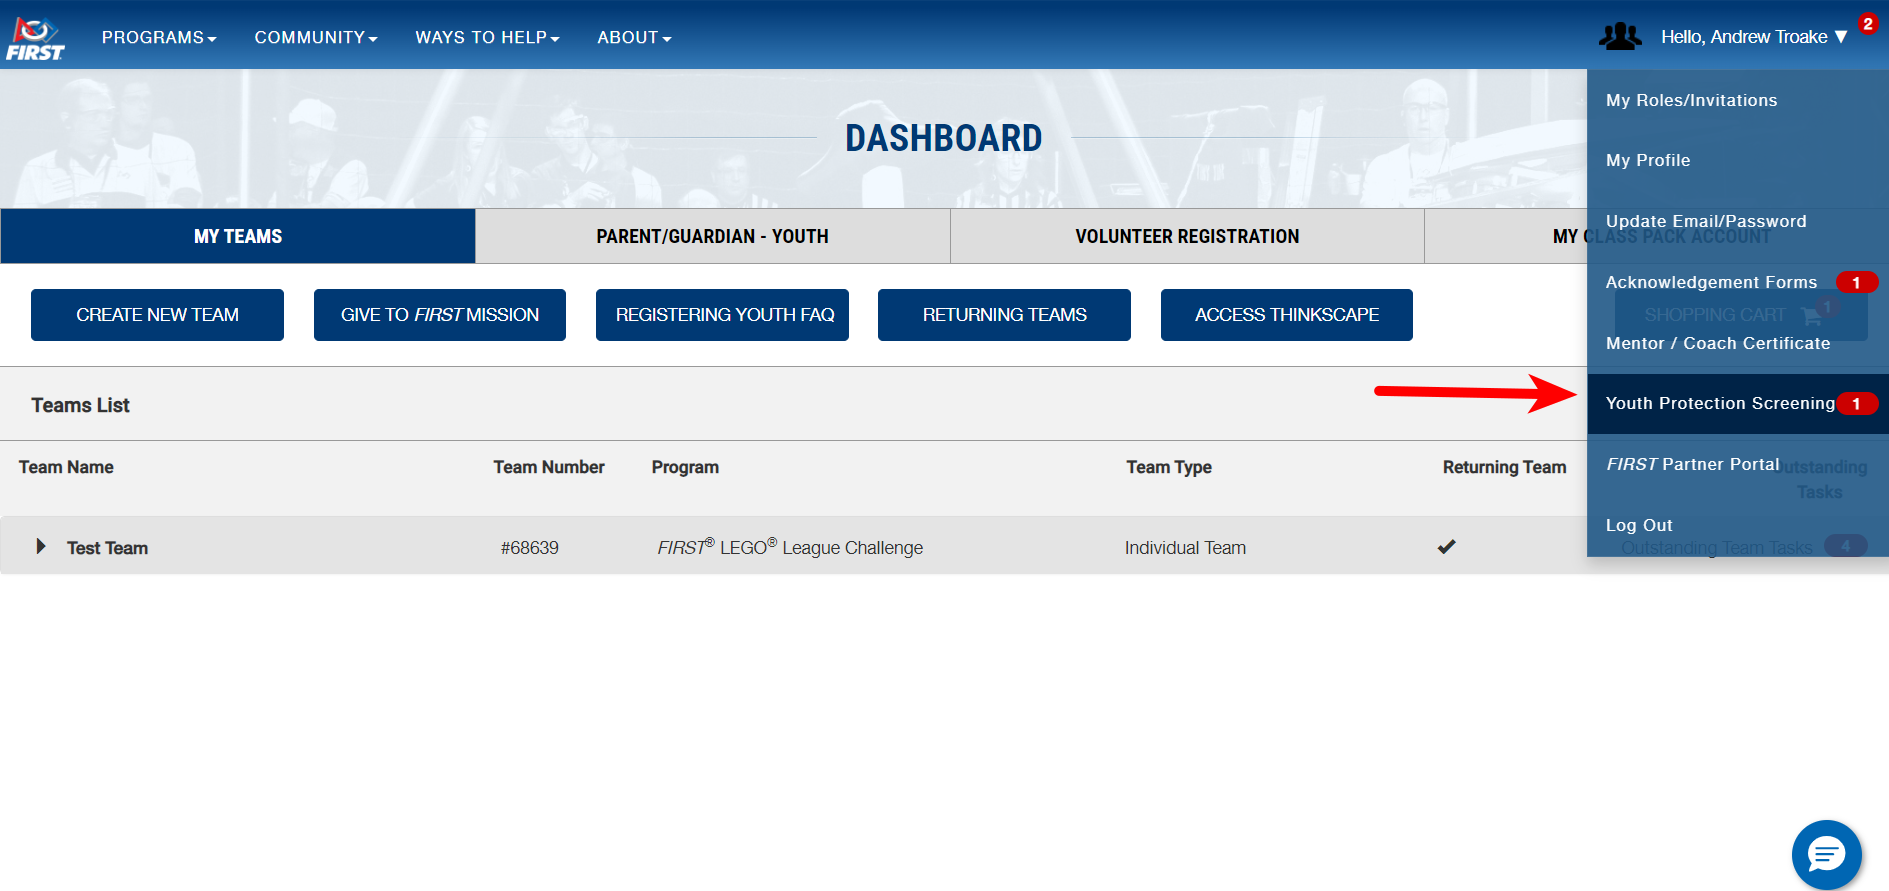 FIRST
PROGRAMS
COMMUNITY
WAYS TO HELP
ABOUT
Hello, Andrew Troake ▼
2
My Roles/Invitations
My Profile
Update Email/Password
Acknowledgement Forms 1
Mentor / Coach Certificate
Youth Protection Screening 1
FIRST Partner Portal
Log Out
DASHBOARD
MY TEAMS
PARENT/GUARDIAN - YOUTH
VOLUNTEER REGISTRATION
MY CLASS PACK ACCOUNT
CREATE NEW TEAM
GIVE TO FIRST MISSION
REGISTERING YOUTH FAQ
RETURNING TEAMS
ACCESS THINKSCAPE
SHOPPING CART 1
Teams List
Team Name
Team Number
Program
Team Type
Returning Team
Outstanding
Tasks
Test Team
#68639
FIRST® LEGO® League Challenge
Individual Team
Outstanding Team Tasks 4